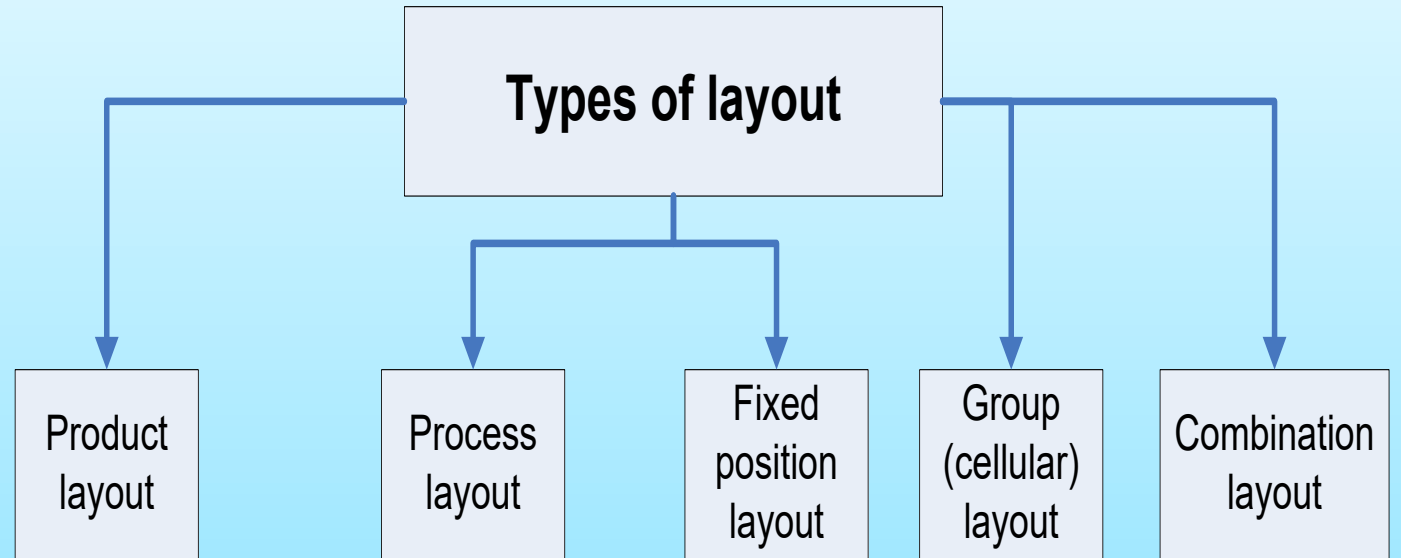 Types of layout
Product
layout
Process
layout
Fixed
position
layout
Group
(cellular)
layout
Combination
layout